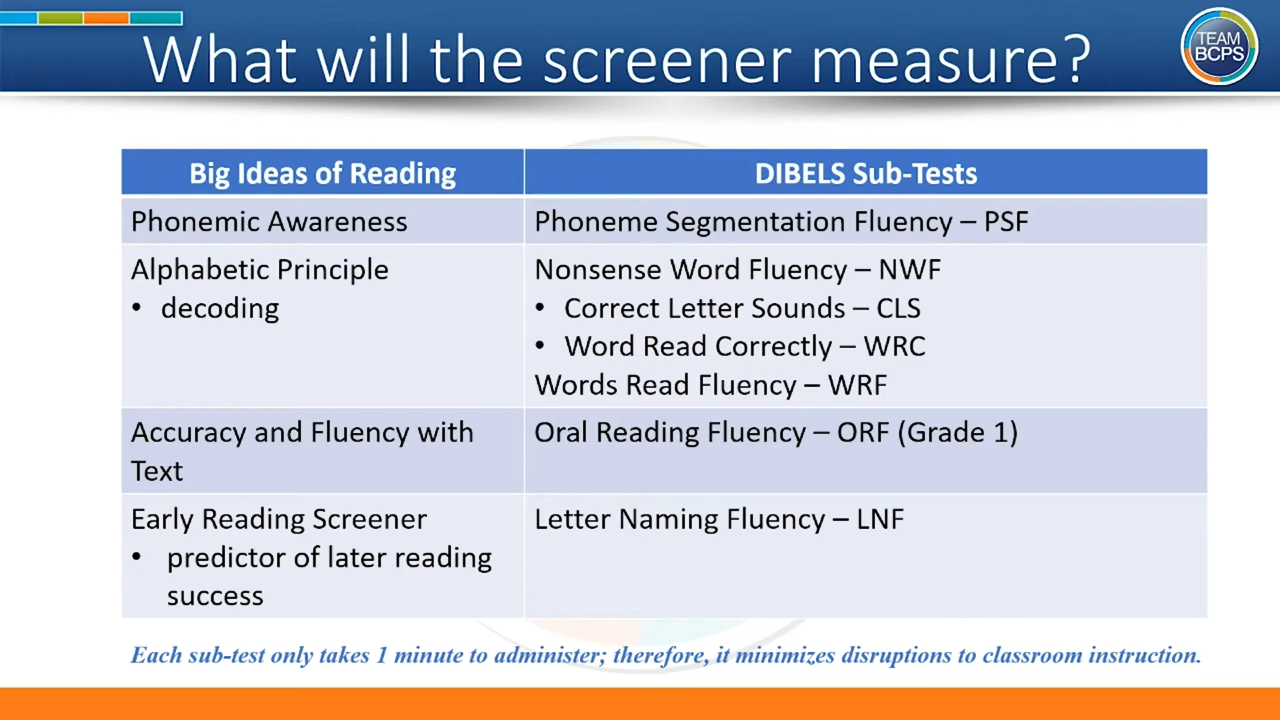 What will the screener measure?
TEAM
BCPS
Big Ideas of Reading
DIBELS Sub-Tests
Phonemic Awareness
Phoneme Segmentation Fluency – PSF
Alphabetic Principle
• decoding
Nonsense Word Fluency – NWF
• Correct Letter Sounds – CLS
• Word Read Correctly – WRC
Words Read Fluency – WRF
Accuracy and Fluency with
Text
Oral Reading Fluency – ORF (Grade 1)
Early Reading Screener
• predictor of later reading
success
Letter Naming Fluency – LNF
Each sub-test only takes 1 minute to administer; therefore, it minimizes disruptions to classroom instruction.